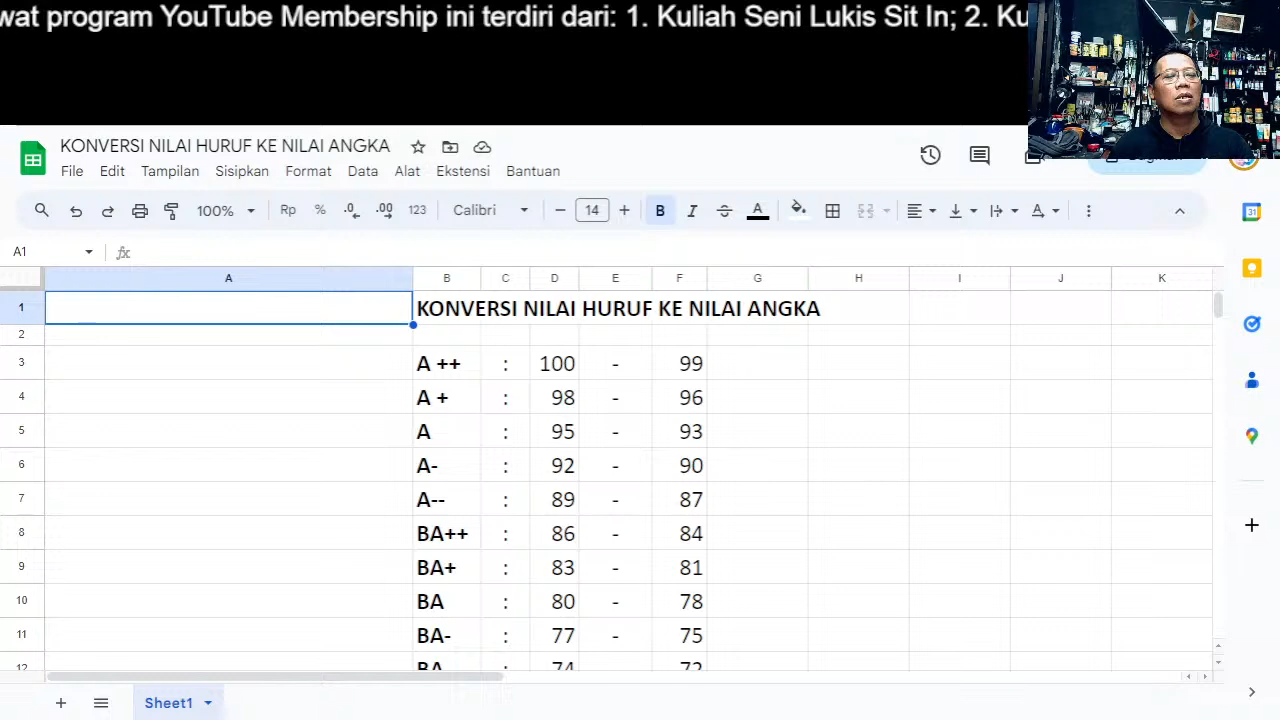 wat program YouTube Membership ini terdiri dari: 1. Kuliah Seni Lukis Sit In; 2. Ku
KONVERSI NILAI HURUF KE NILAI ANGKA
File Edit Tampilan Sisipkan Format Data Alat Ekstensi Bantuan
100% Rp % .0 .00 123 Calibri 14 B I S A
A1 fx
A B C D E F G H I J K
1 KONVERSI NILAI HURUF KE NILAI ANGKA
2
3 A ++ : 100 - 99
4 A + : 98 - 96
5 A : 95 - 93
6 A- : 92 - 90
7 A-- : 89 - 87
8 BA++ : 86 - 84
9 BA+ : 83 - 81
10 BA : 80 - 78
11 BA- : 77 - 75
12 74 72
Sheet1